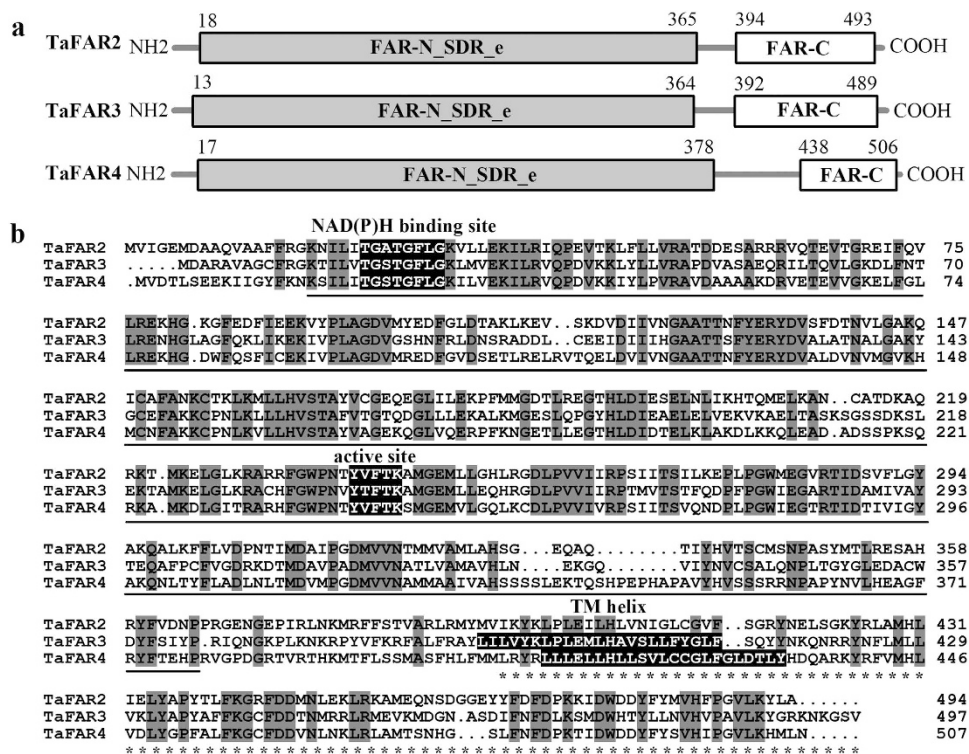 a
18 365 394 493
TaFAR2 NH2 FAR-N_SDR_e FAR-C COOH
13 364 392 489
TaFAR3 NH2 FAR-N_SDR_e FAR-C COOH
17 378 438 506
TaFAR4 NH2 FAR-N_SDR_e FAR-C COOH
NAD(P)H binding site
b
TaFAR2 MVIGEMDAAQVAAFFRGKNILITGATGFLGKVLLEKILRIQPEVTKLFLLVRATDDESARRRVQTEVTGREIFQV 75
TaFAR3 .....MDARAVAGCFRGKTILVTGSTGFLGKLMVEKILRVQPDVKKLYLLVRAPDVASAEQRILTQVLGKDLFNT 70
TaFAR4 .MVDTLSEEKIIGYFKNKSILITGSTGFLGKILVEKILRVQPDVKKIYLPVRAVDAAAAKDRVETEVVGKELFGL 74
TaFAR2 LREKHG.KGFEDFIEEKVYPLAGDVMYEDFGLDTAKLKEV..SKDVDIIVNGAATTNFYERYDVSFDTNVLGAKQ 147
TaFAR3 LRENHGLAGFQKLIKEKIVPLAGDVGSHNFRLDNSRADDL..CEEIDIIIHGAATTSFYERYDVALATNALGAKY 143
TaFAR4 LREKHG.DWFQSFICEKIVPLAGDVMREDFGVDSETLRELRVTQELDVIVNGAATTNFYERYDVALDVNVMGVKH 148
TaFAR2 ICAFANKCTKLKMLLHVSTAYVCGEQEGLILEKPFMMGDTLREGTHLDIESELNLIKHTQMELKAN.CATDKAQ 219
TaFAR3 GCEFAKKCPNLKLLLHVSTAFVTGTQDGLLLEKALKMGESLQPGYHLDIEAELELVEKVKAELTASKSGSSDKSL 218
TaFAR4 MCNFAKKCPNLKVLLHVSTAYVAGEKQGLVQERPFKNGETLLEGTHLDIDTELKLAKDLKKQLEAD.ADSSPKSQ 221
active site
TaFAR2 RKT.MKELGLKRARRFGWPNTYVFTKAMGEMLLGHLRGDLPVVIIRPSIITSILKEPLPGWMEGVRTIDSVFLGY 294
TaFAR3 EKTAMKELGLKRACHFGWPNVYTFTKAMGEMLLEQHRGDLPVVIIRPTMVTSTFQDPFPGWIEGARTIDAMIVAY 293
TaFAR4 RKA.MKDLGITRARHFGWPNTYVFTKSMGEMVLGQLKCDLPVVIVRPSIITSVQNDPLPGWIEGTRTIDTIVIGY 296
TaFAR2 AKQALKFFLVDPNTIMDAIPGDMVVNTMMVAMLAHSG...EQAQ.......TIYHVTSCMSNPASYMTLRESAH 361
TaFAR3 TEQAFPCFVGDRKDTMDAVPADMVVNATLVAMAVHLN...EKGQ.......VIYNVCSALQNPLTGYGLEDACW 357
TaFAR4 AKQNLTYFLADLNLTMDVMPGDMVVNAMMAAIVAHSSSSLEKTQSHPEPHAPAVYHVSSSRRNPAPYNVLHEAGF 371
TM helix
TaFAR2 RYFVDNPPRGENGEPIRLNKMRFFSTVARLRMYMVIKYKLPLEILHLVNIGLCGVF..SGRYNELSGKYRLAMHL 431
TaFAR3 DYFSIYP.RIQNGKPLKNKRPYVFKRFALFRAYLILVYKLPLEMLHAVSLLFYGLF..SQYYNKQNRRYNFLMLL 429
TaFAR4 RYFTEHPRVGPDGRTVRTHKMTFLSSMASFHLFMMLRYRLLLELLHLLSVLCCGLFGLDTLYHDQARKYRFVMHL 446
TaFAR2 IELYAPYTLFKGRFDDMNLEKLRKAMEQNSDGGEYYDFDFDPKKIDWDDYFYMVHFPGVLKYLA..... 494
TaFAR3 VKLYAPYAFFKGCFDDTNMRRLRMEVKMDGN.ASDIFNFDLKSMDWHTYLLNVHVPAVLKYGRKNKGSV 497
TaFAR4 VDLYGPFALFKGRFDDVNLNKLRLAMTSNHG..SLFNFDPKTIDWDDYFYSVHIPGVLKHMLN..... 507